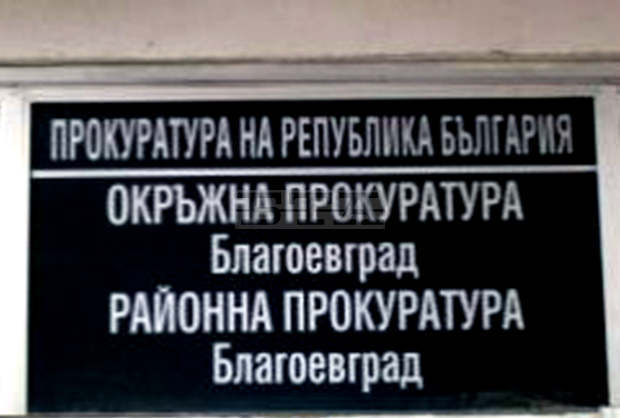 ПРОКУРАТУРА НА РЕПУБЛИКА БЪЛГАРИЯ
ОКРЪЖНА ПРОКУРАТУРА
Благоевград
РАЙОННА ПРОКУРАТУРА
Благоевград